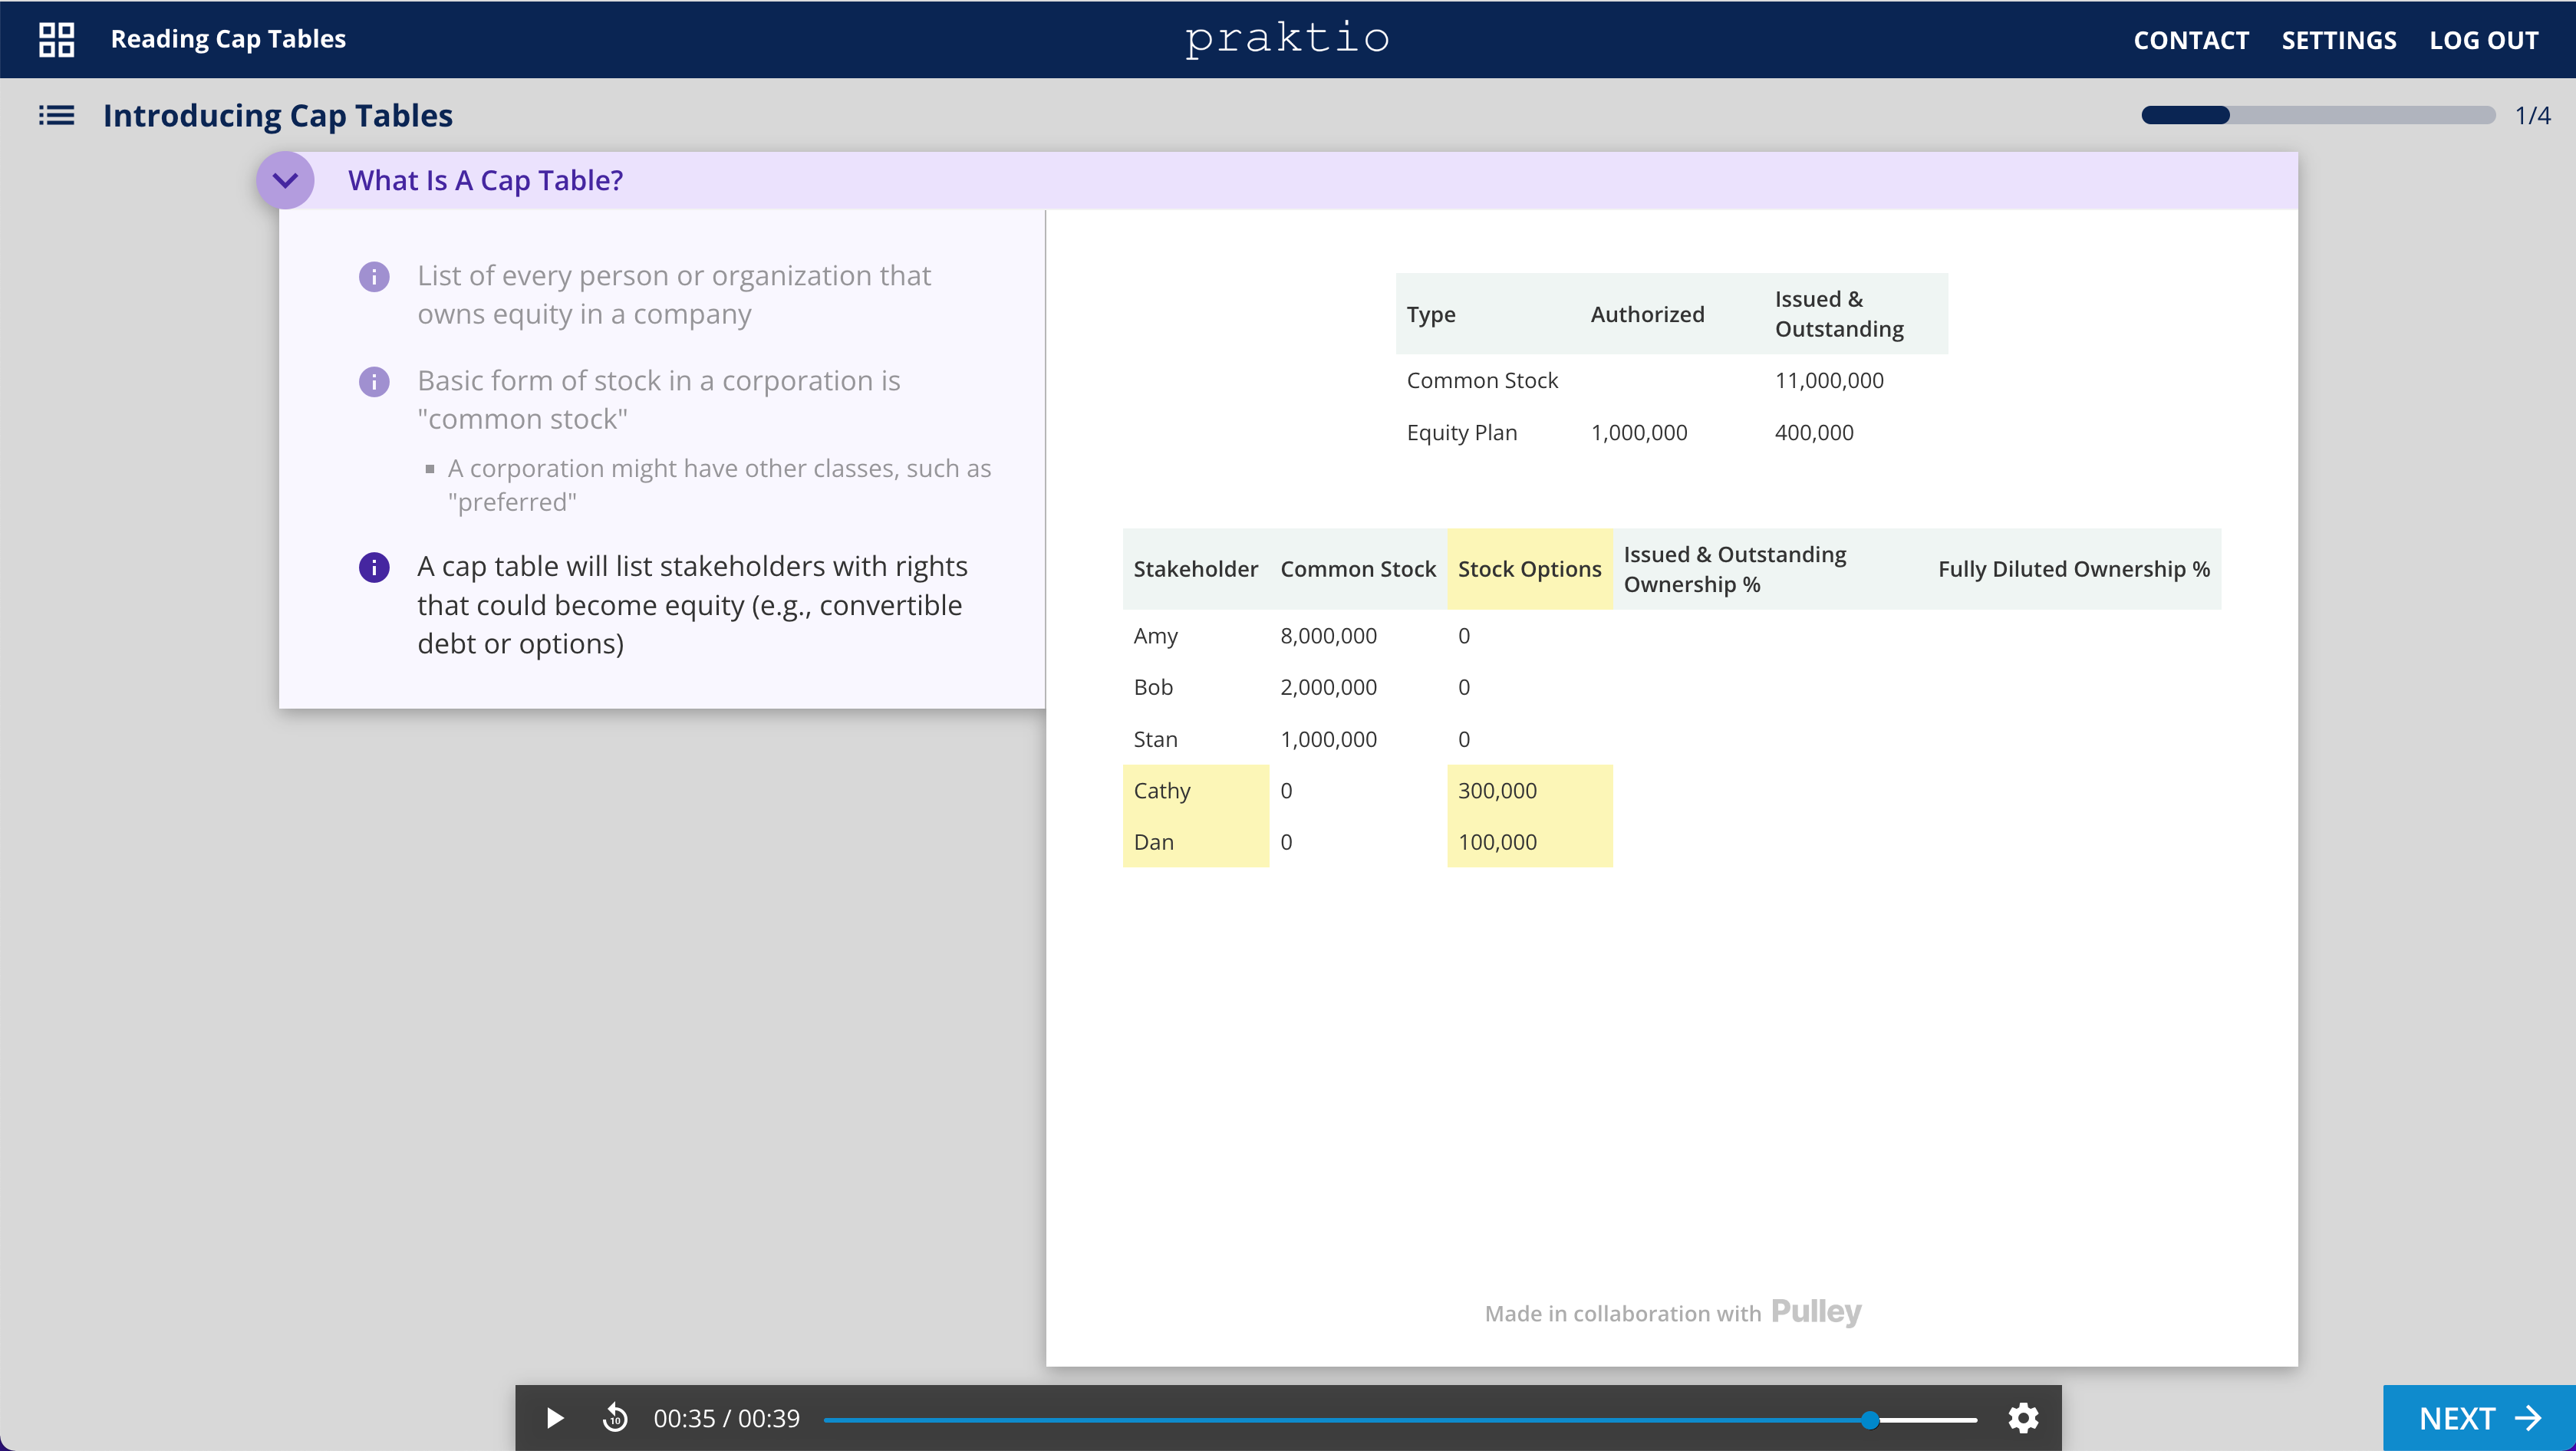 Reading Cap Tables
praktio
CONTACT SETTINGS LOG OUT
Introducing Cap Tables
1/4
What Is A Cap Table?
List of every person or organization that
owns equity in a company
Basic form of stock in a corporation is
"common stock"
A corporation might have other classes, such as
"preferred"
A cap table will list stakeholders with rights
that could become equity (e.g., convertible
debt or options)
Type Authorized Issued &
Outstanding
Common Stock 11,000,000
Equity Plan 1,000,000 400,000
Stakeholder Common Stock Stock Options Issued & Outstanding
Ownership % Fully Diluted Ownership %
Amy 8,000,000 0
Bob 2,000,000 0
Stan 1,000,000 0
Cathy 0 300,000
Dan 0 100,000
Made in collaboration with Pulley
10 00:35 / 00:39
NEXT